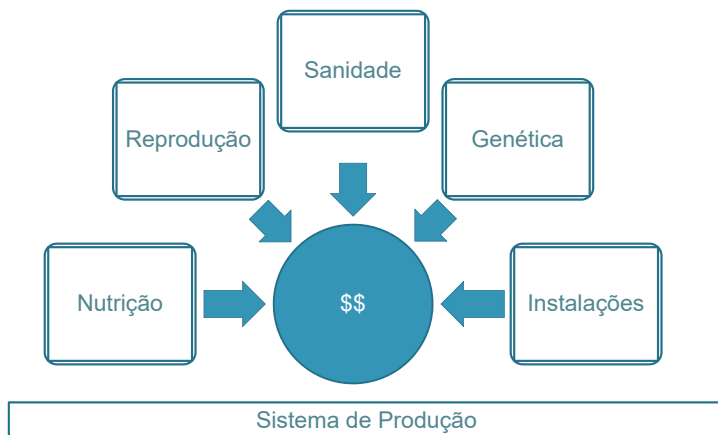 Sanidade
Reprodução
Genética
Nutrição
$$
Instalações
Sistema de Produção